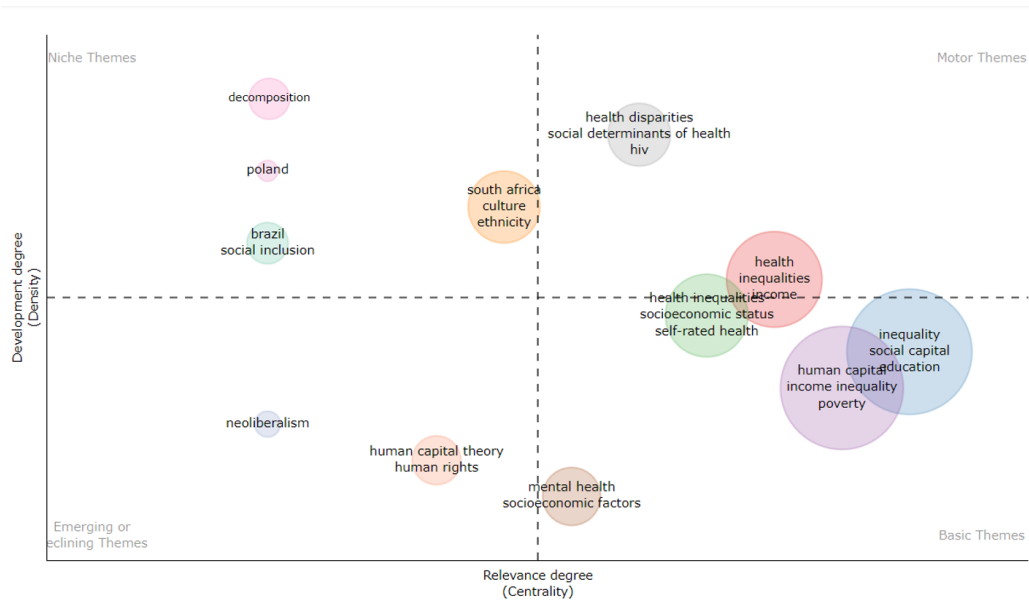 Niche Themes
Motor Themes
decomposition
health disparities
social determinants of health
hiv
poland
south africa
culture
ethnicity
brazil
social inclusion
health
inequalities
income
health inequalities
socioeconomic status
self-rated health
inequality
social capital
education
human capital
income inequality
poverty
neoliberalism
human capital theory
human rights
mental health
socioeconomic factors
Emerging or
eclining Themes
Basic Themes
Development degree
(Density)
Relevance degree
(Centrality)